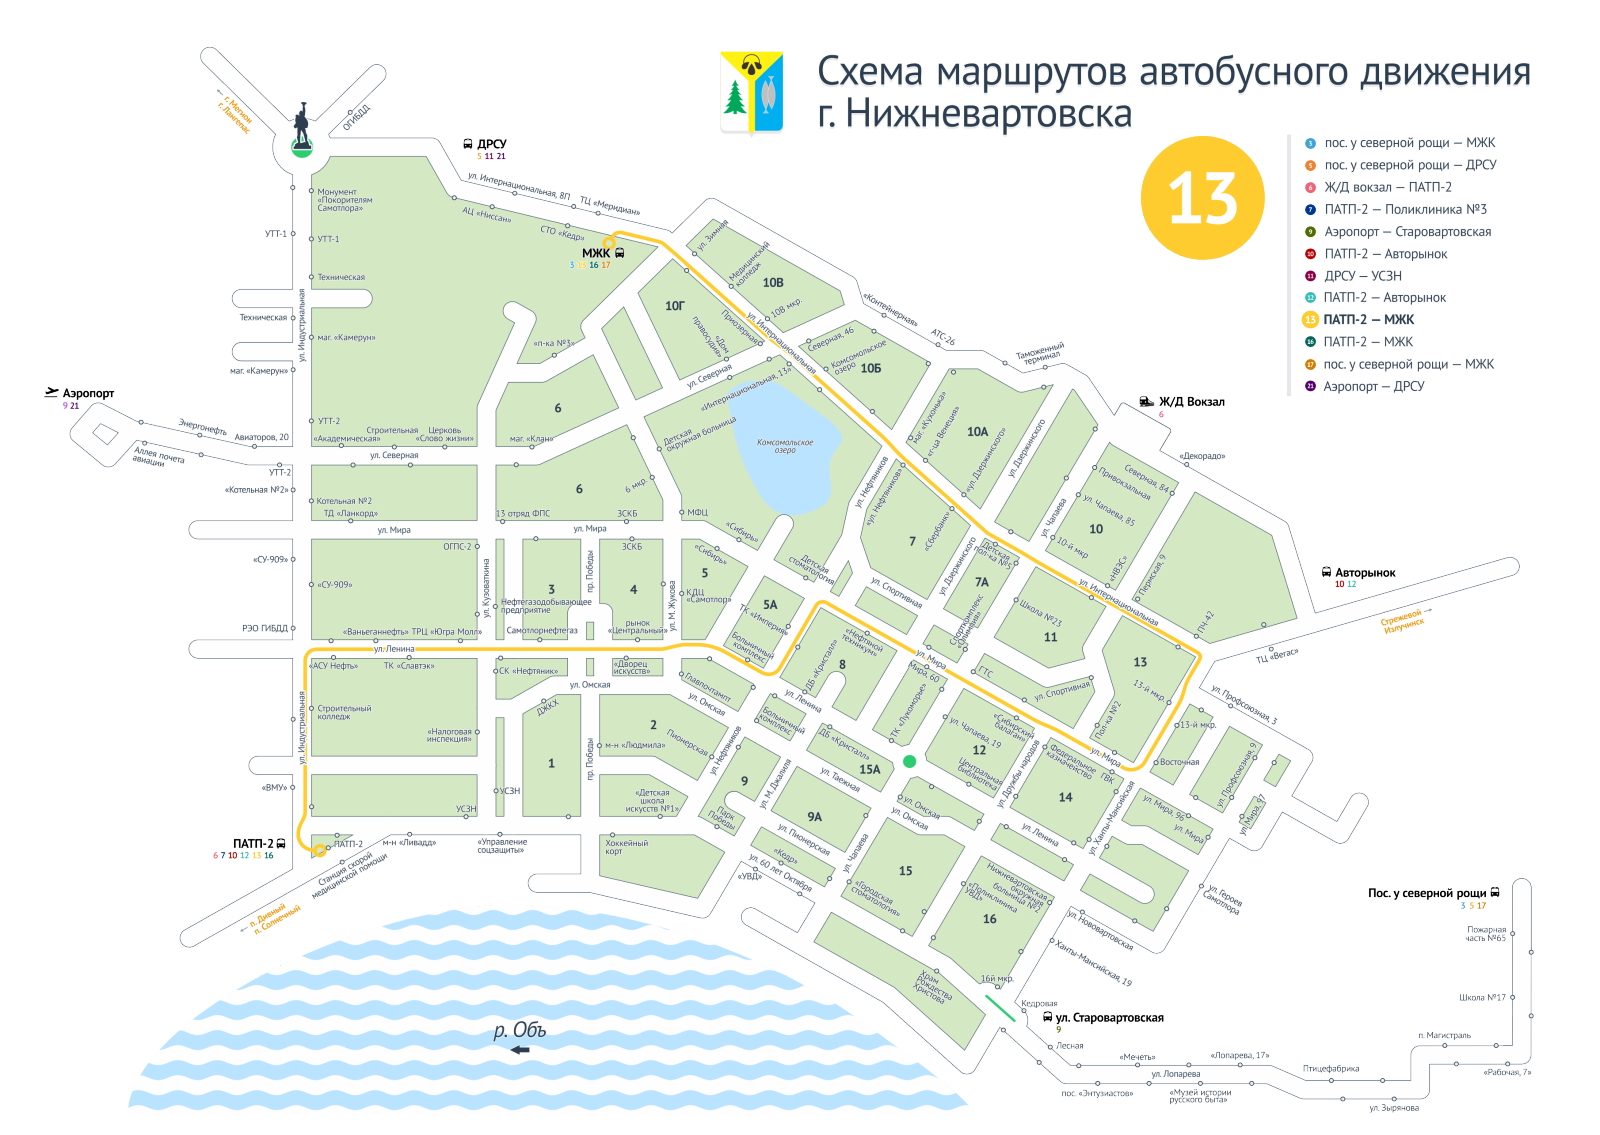 Схема маршрутов автобусного движения
г. Нижневартовска
13
3 пос. у северной рощи — МЖК
5 пос. у северной рощи — ДРСУ
6 Ж/Д вокзал — ПАТП-2
7 ПАТП-2 — Поликлиника №3
9 Аэропорт — Старовартовская
10 ПАТП-2 — Авторынок
11 ДРСУ — УСЗН
12 ПАТП-2 — Авторынок
13 ПАТП-2 — МЖК
16 ПАТП-2 — МЖК
17 пос. у северной рощи — МЖК
21 Аэропорт — ДРСУ
← г. Мегион
г. Лангепас
ОГИБДД
ДРСУ
5 11 21
ул. Интернациональная, 8П
ТЦ «Меридиан»
АЦ «Ниссан»
СТО «Кедр»
МЖК
3 13 16 17
Монумент
«Покорителям
Самотлора»
УТТ-1
УТТ-1
Техническая
Техническая
ул. Индустриальная
маг. «Камерун»
маг. «Камерун»
«п-ка №3»
УТТ-2
«Академическая»
Строительная
Церковь
«Слово жизни»
маг. «Клан»
ул. Северная
Аэропорт
9 21
Энергонефть
Авиаторов, 20
Аллея почета
авиации
УТТ-2
«Котельная №2»
Котельная №2
ТД «Ланкорд»
ул. Мира
13 отряд ФПС
ул. Мира
ЗСКБ
ЗСКБ
6
6
6 мкр.
МФЦ
Детская
окружная больница
«Интернациональная, 13»
ул. Северная
Комсомольское
озеро
10Г
«Дом
правосудия»
Приозерная
ул. Зимняя
Медицинский
колледж
10В
10В мкр.
ул. Интернациональная
Северная, 46
Комсомольское
озеро
10Б
«Контейнерная»
АТС-26
Таможенный
терминал
маг. «Кухонька»
«г-ца Венеция»
10А
«ул. Дзержинского»
ул. Дзержинского
Ж/Д Вокзал
6
«Декорадо»
Северная, 84
Привокзальная
ул. Чапаева, 85
10
10-й мкр
ул. Чапаева
«НВЭС»
Пермская, 9
Авторынок
10 12
Стрежевой →
Излучинск
ТЦ «Вегас»
ПЧ-42
ул. Интернациональная
ул. Нефтяников
«ул. Нефтяников»
«Сбербанк»
7
ул. Дзержинского
Детская
пол-ка №5
7А
Спорткомплекс
«Олимпия»
Школа №23
11
13
13-й мкр.
13-й мкр.
Пол-ка №2
ГТС
ул. Спортивная
ул. Спортивная
Детская
стоматология
«Сибирь»
«Сибирь»
5
КДЦ
«Самотлор»
5А
ТК «Империя»
Больничный
комплекс
ул. М. Жукова
«СУ-909»
«СУ-909»
РЭО ГИБДД
ОГПС-2
ул. Кузоваткина
3
Нефтегазодобывающее
предприятие
Самотлорнефтегаз
пр. Победы
4
рынок
«Центральный»
«Ваньеганнефть»
ТРЦ «Югра Молл»
ул. Ленина
«АСУ Нефть»
ТК «Славтэк»
СК «Нефтяник»
«Дворец
искусств»
ул. Омская
ДЖКХ
Главпочтамт
ул. Омская
2
Пионерская
м-н «Людмила»
1
пр. Победы
ул. Индустриальная
Строительный
колледж
«Налоговая
инспекция»
«ВМУ»
УСЗН
УСЗН
«Детская
школа
искусств №1»
ПАТП-2
6 7 10 12 13 16
ПАТП-2
м-н «Ливадд»
Станция скорой
медицинской помощи
«Управление
соцзащиты»
Хоккейный
корт
← п. Дивный
п. Солнечный
ул. Нефтяников
9
Парк
Победы
ул. М. Джалиля
Больничный
комплекс
ул. Ленина
ДБ «Кристалл»
ДБ «Кристалл»
8
«Нефтяной
техникум»
ул. Мира
Мира, 60
ТК «Лукоморье»
15А
ул. Таежная
9А
ул. Пионерская
«Кедр»
ул. 60 лет Октября
«УВД»
ул. Чапаева
ул. Омская
ул. Омская
15
«Городская
стоматология»
ул. Чапаева, 19
«Сибирский
балаган»
12
Центральная
библиотека
ул. Дружбы народов
Федеральное
казначейство
ГВК
14
ул. Мира
ул. Ленина
ул. Ханты-Мансийская
Восточная
ул. Мира, 96
ул. Мира
ул. Профсоюзная, 3
ул. Профсоюзная, 9
ул. Мира, 97
Нижневартовская
окружная
больница №2
«Поликлиника
УВД»
16
16й мкр.
Храм
рождества
Христова
ул. Героев
Самотлора
ул. Нововартовская
Ханты-Мансийская, 19
Кедровая
ул. Старовартовская
9
Лесная
«Мечеть»
«Лопарева, 17»
ул. Лопарева
пос. «Энтузиастов»
«Музей истории
русского быта»
Птицефабрика
п. Магистраль
ул. Зырянова
«Рабочая, 7»
Школа №17
Пожарная
часть №65
Пос. у северной рощи
3 5 17
р. Объ